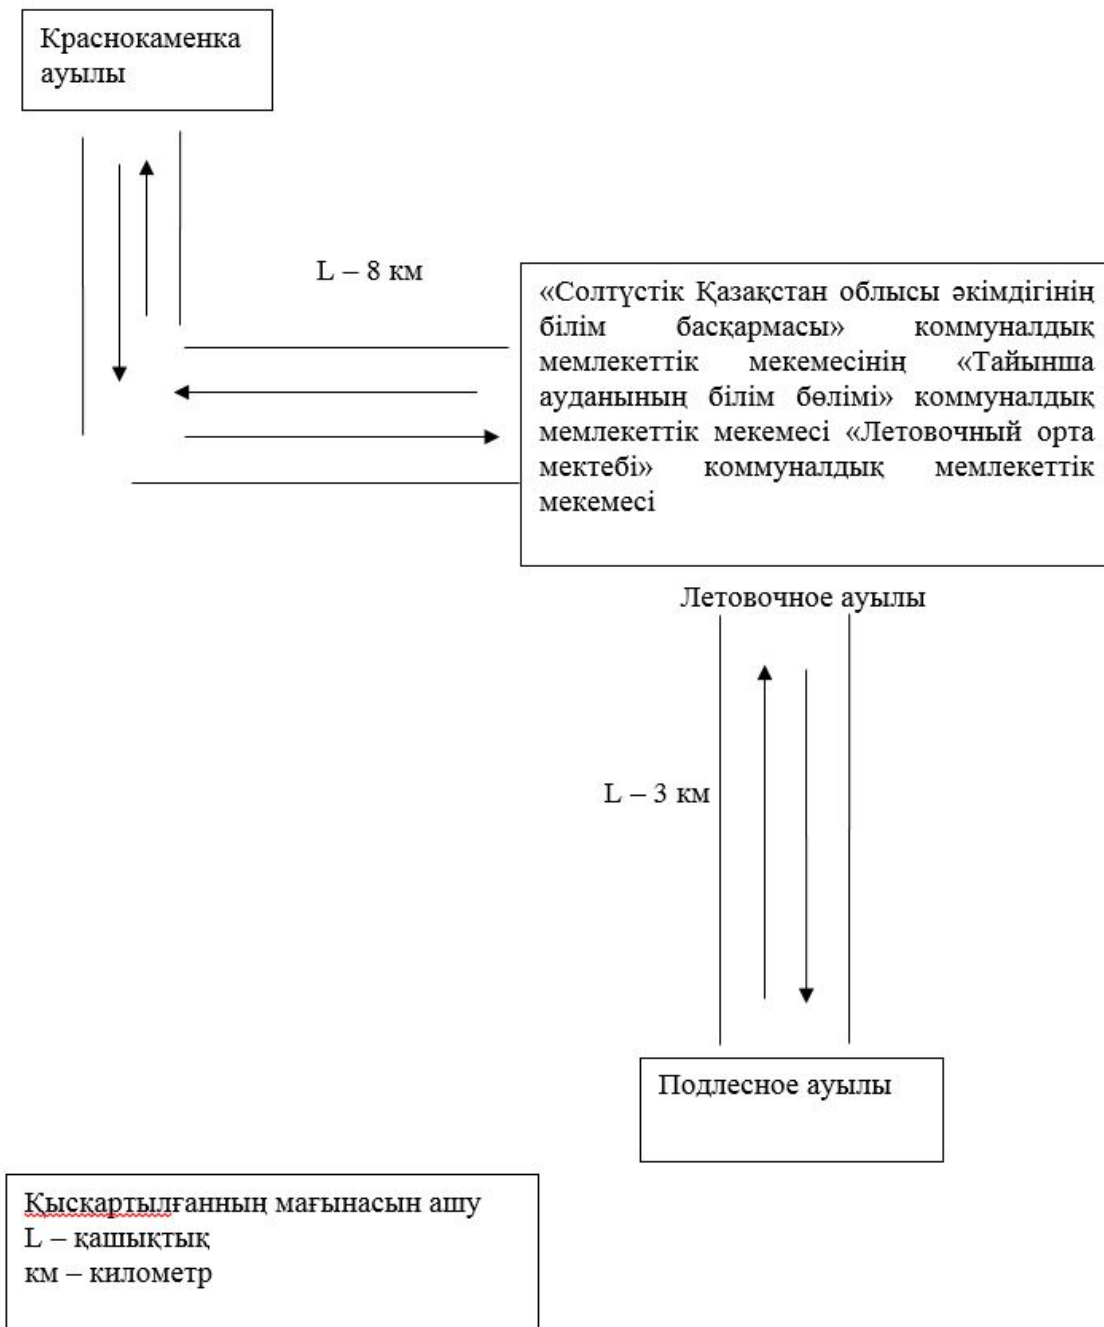 Краснокаменка
ауылы
L – 8 км
«Солтүстік Қазақстан облысы әкімдігінің
білім басқармасы» коммуналдық
мемлекеттік мекемесінің «Тайынша
ауданының білім бөлімі» коммуналдық
мемлекеттік мекемесі «Летовочный орта
мектебі» коммуналдық мемлекеттік
мекемесі
Летовочное ауылы
L – 3 км
Подлесное ауылы
Қысқартылғанның мағынасын ашу
L – қашықтық
км – километр